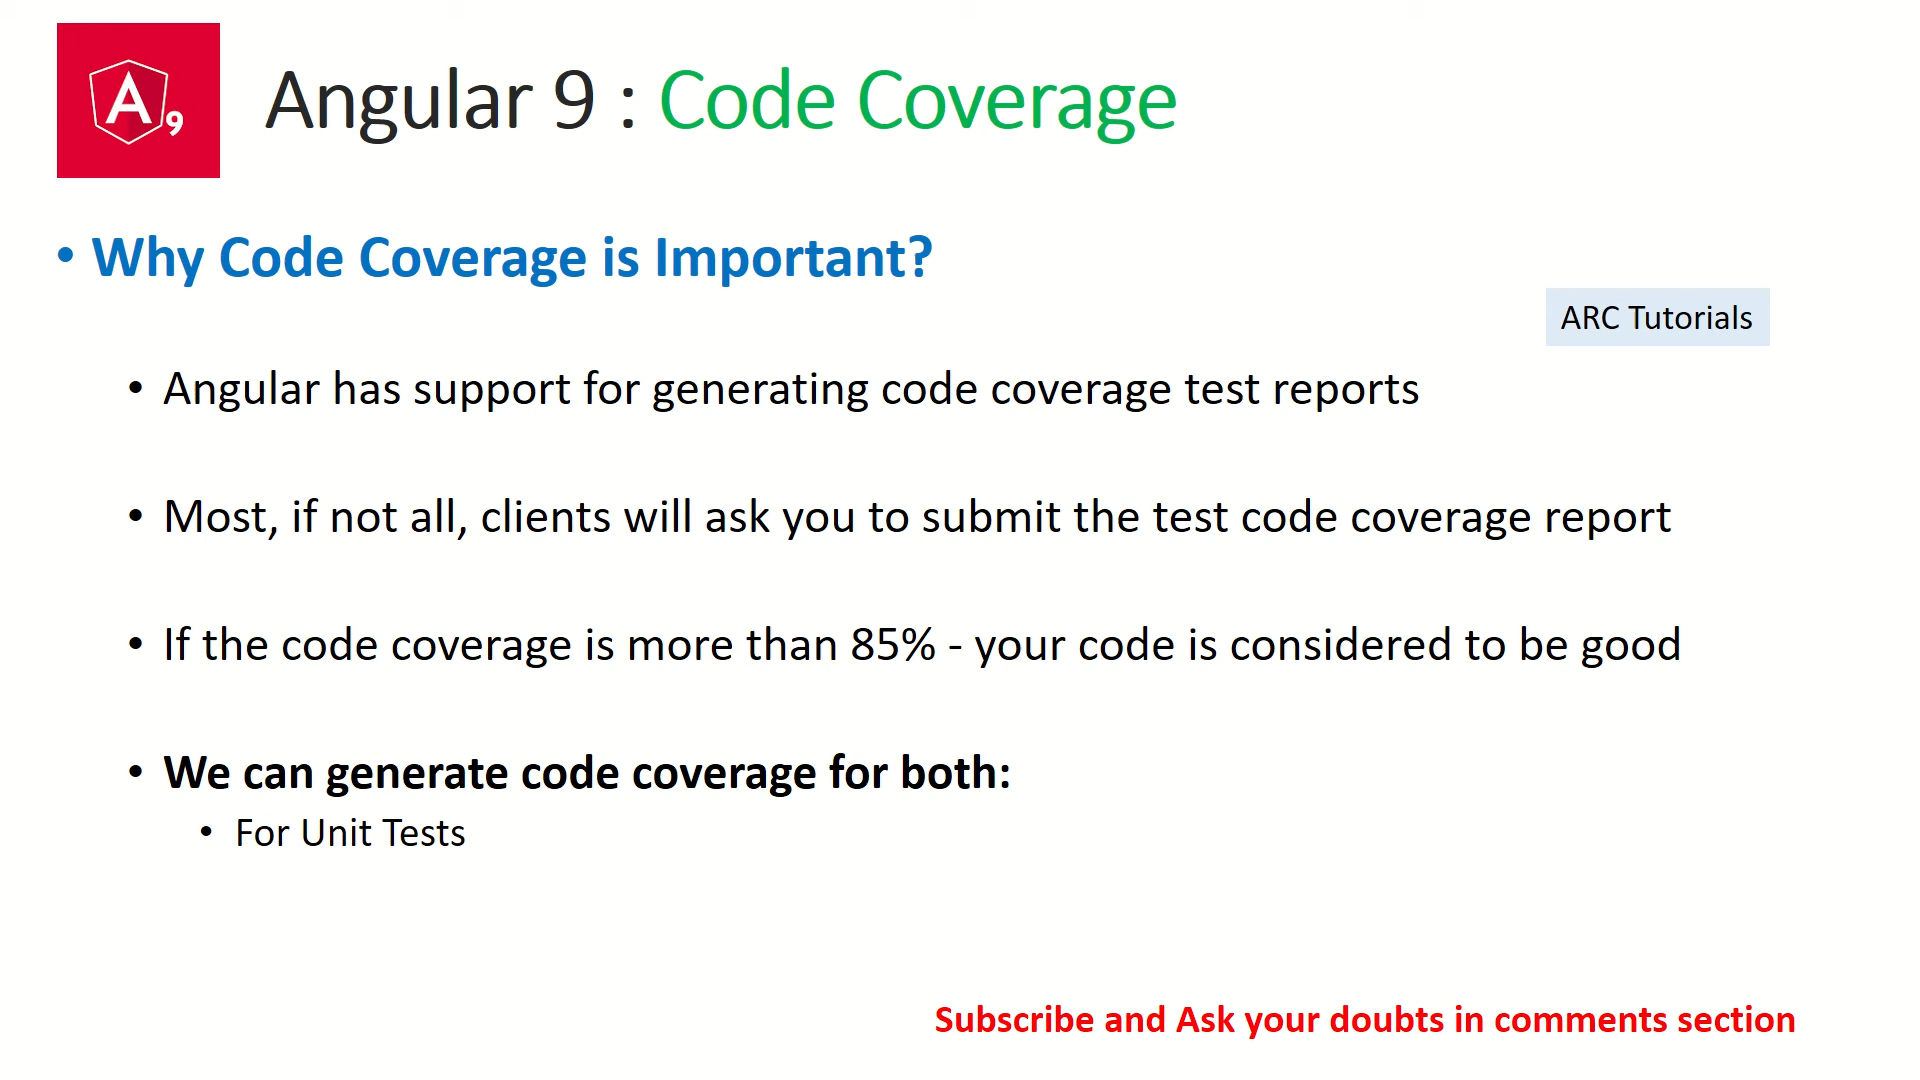 A9
Angular 9 : Code Coverage
• Why Code Coverage is Important?
ARC Tutorials
• Angular has support for generating code coverage test reports
• Most, if not all, clients will ask you to submit the test code coverage report
• If the code coverage is more than 85% - your code is considered to be good
• We can generate code coverage for both:
• For Unit Tests
Subscribe and Ask your doubts in comments section